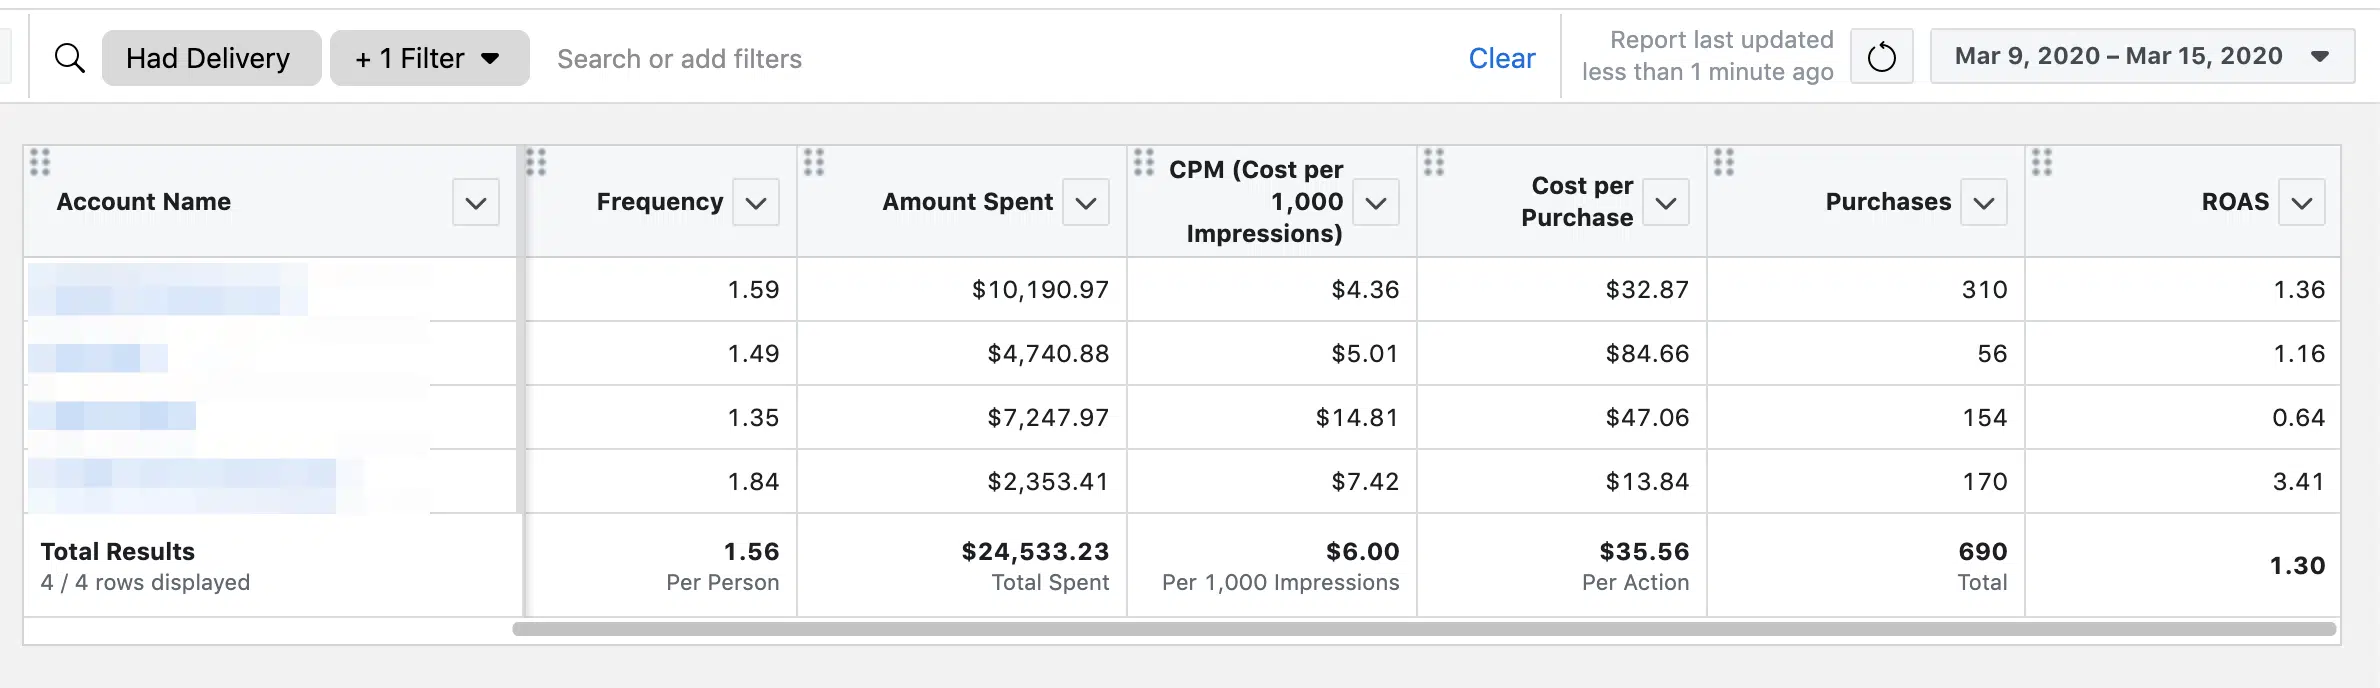 Had Delivery + 1 Filter Search or add filters Clear Report last updated
less than 1 minute ago Mar 9, 2020 – Mar 15, 2020
Account Name Frequency Amount Spent CPM (Cost per
1,000
Impressions) Cost per
Purchase Purchases ROAS
1.59 $10,190.97 $4.36 $32.87 310 1.36
1.49 $4,740.88 $5.01 $84.66 56 1.16
1.35 $7,247.97 $14.81 $47.06 154 0.64
1.84 $2,353.41 $7.42 $13.84 170 3.41
Total Results 1.56 $24,533.23 $6.00 $35.56 690 1.30
4 / 4 rows displayed Per Person Total Spent Per 1,000 Impressions Per Action Total